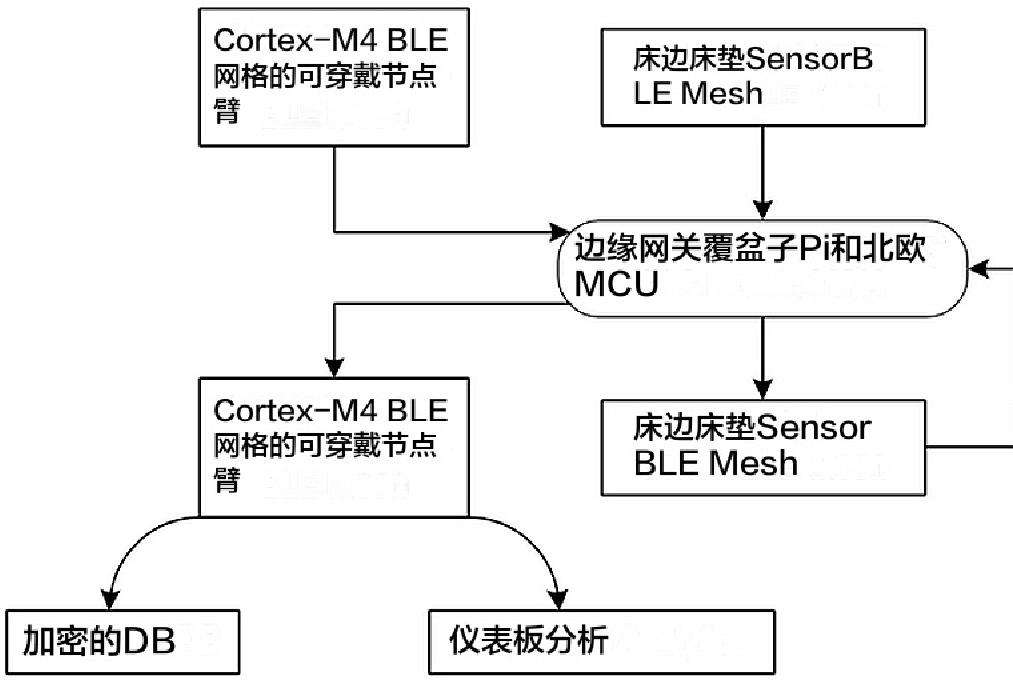 Cortex-M4 BLE
网格的可穿戴节点
臂
床边床垫SensorB
LE Mesh
边缘网关覆盆子Pi和北欧
MCU
Cortex-M4 BLE
网格的可穿戴节点
臂
床边床垫Sensor
BLE Mesh
加密的DB
仪表板分析